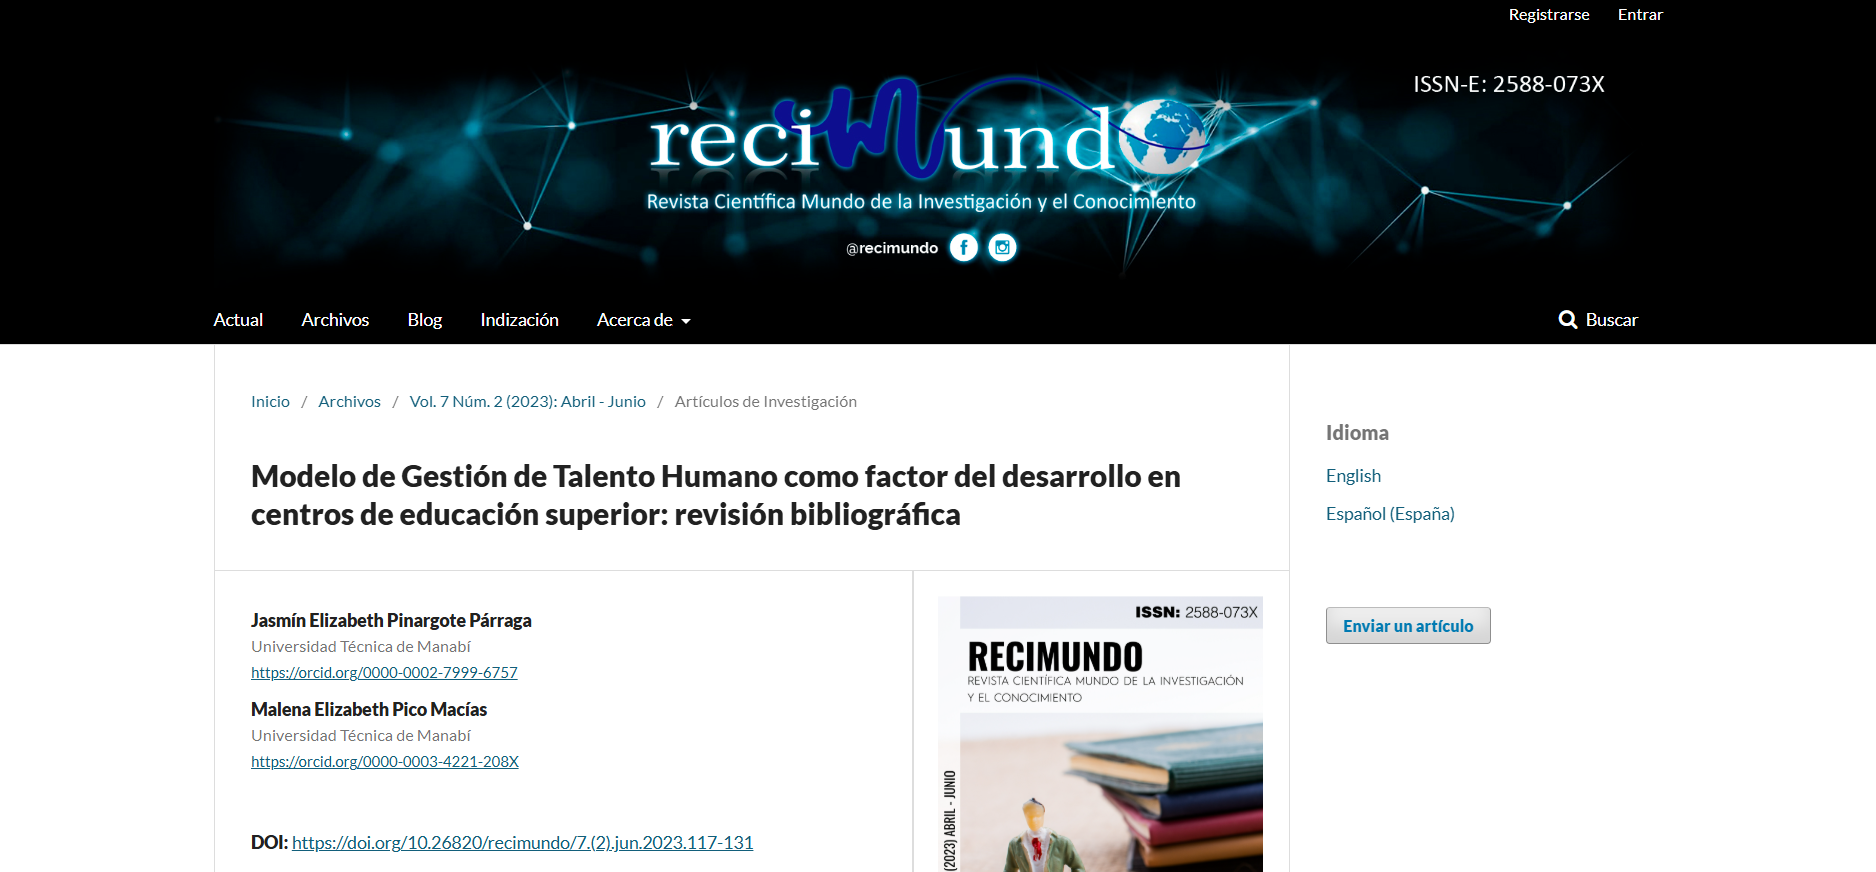 Registrarse Entrar
ISSN-E: 2588-073X
reciMundo
Revista Científica Mundo de la Investigación y el Conocimiento
@recimundo
Actual Archivos Blog Indización Acerca de Buscar
Inicio / Archivos / Vol. 7 Núm. 2 (2023): Abril - Junio / Artículos de Investigación
Modelo de Gestión de Talento Humano como factor del desarrollo en
centros de educación superior: revisión bibliográfica
Jasmín Elizabeth Pinargote Párraga
Universidad Técnica de Manabí
https://orcid.org/0000-0002-7999-6757
Malena Elizabeth Pico Macías
Universidad Técnica de Manabí
https://orcid.org/0000-0003-4221-208X
DOI: https://doi.org/10.26820/recimundo/7.(2).jun.2023.117-131
ISSN: 2588-073X
RECIMUNDO
REVISTA CIENTÍFICA MUNDO DE LA INVESTIGACIÓN
Y EL CONOCIMIENTO
(2023) ABRIL - JUNIO
Idioma
English
Español (España)
Enviar un artículo